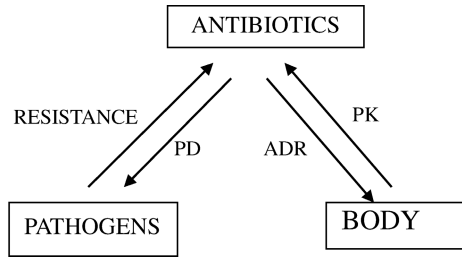 ANTIBIOTICS
RESISTANCE
PK
PD
ADR
PATHOGENS
BODY